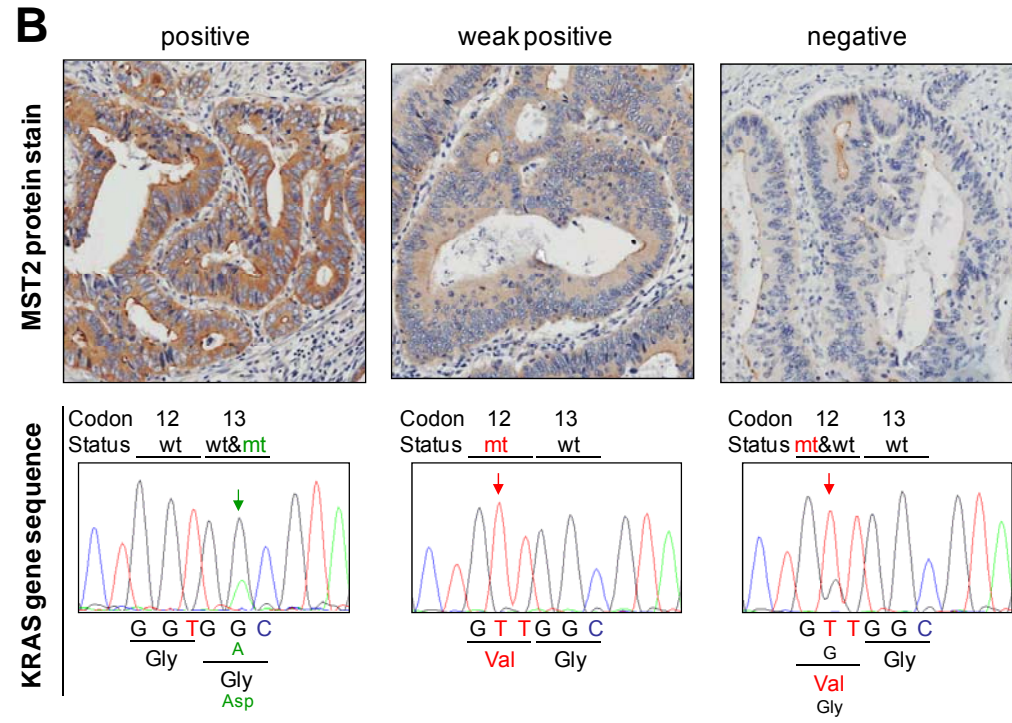 B
positive weak positive negative
MST2 protein stain
Codon 12 13
Status wt wt&mt
Codon 12 13
Status mt wt
Codon 12 13
Status mt&wt wt
KRAS gene sequence
G G T G G C
A
Gly
Gly
Asp
G T T G G C
Val Gly
G T T G G C
G
Gly
Val
Gly